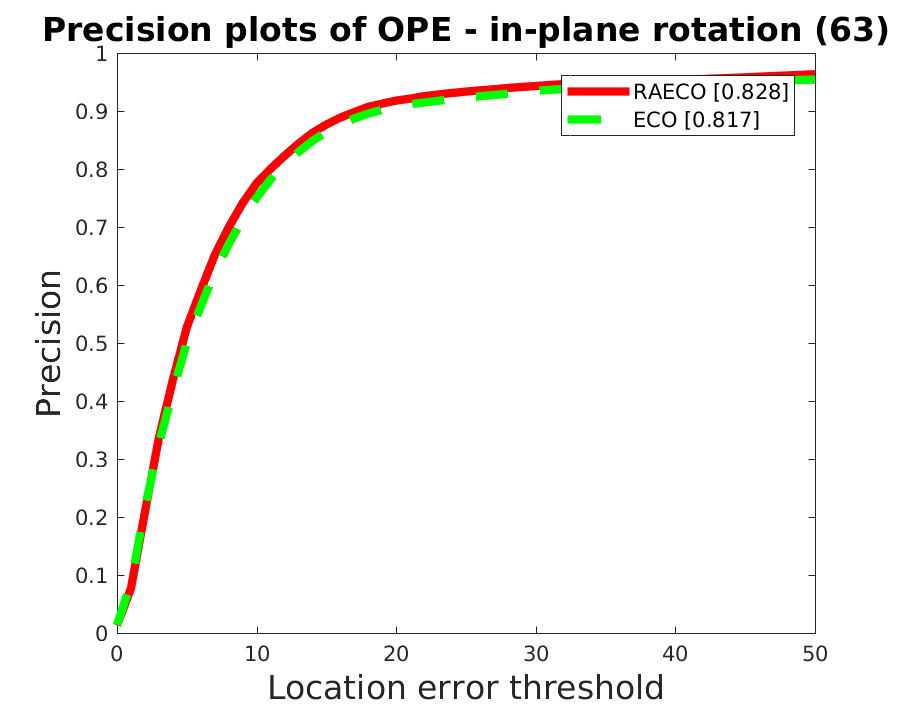 Precision plots of OPE - in-plane rotation (63)
1
0.9
0.8
0.7
0.6
0.5
0.4
0.3
0.2
0.1
0
Precision
RAECO [0.828]
ECO [0.817]
0 10 20 30 40 50
Location error threshold